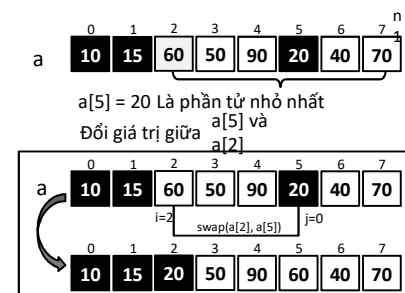 n
0 1 2 3 4 5 6 7 1
a 10 15 60 50 90 20 40 70
a[5] = 20 Là phần tử nhỏ nhất
Đổi giá trị giữa a[5] và
a[2]
0 1 2 3 4 5 6 7
a 10 15 60 50 90 20 40 70
i=2 swap(a[2], a[5]) j=0
0 1 2 3 4 5 6 7
10 15 20 50 90 60 40 70